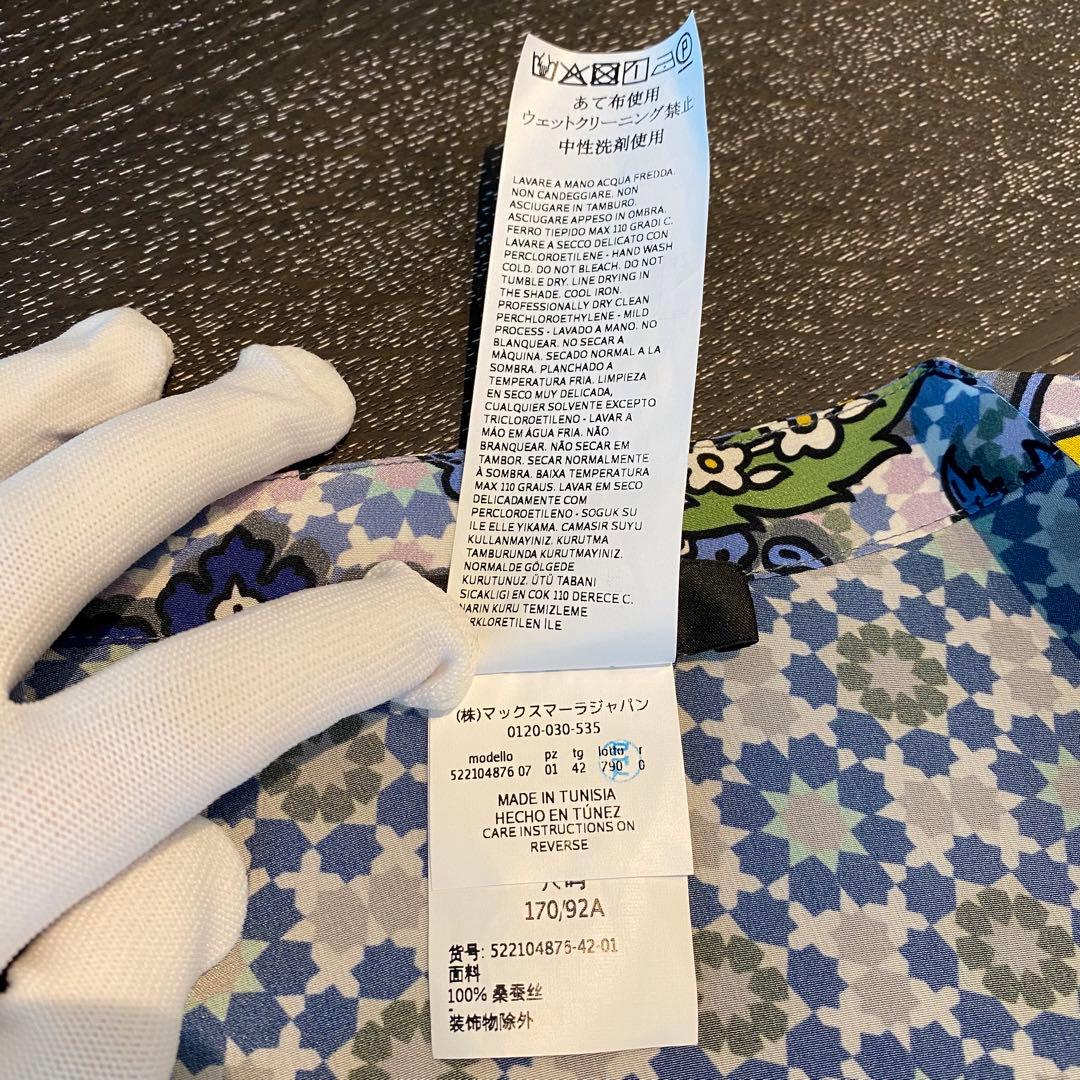 あて布使用
ウェットクリーニング禁止
中性洗剤使用
LAVARE A MANO ACQUA FREDDA.
NON CANDEGGIARE. NON
ASCIUGARE IN TAMBURO.
ASCIUGARE APPESO IN OMBRA.
FERRO TIEPIDO MAX 110 GRADI C.
LAVARE A SECCO DELICATO CON
PERCLOROETILENE - HAND WASH
COLD. DO NOT BLEACH. DO NOT
TUMBLE DRY. LINE DRYING IN
THE SHADE. COOL IRON.
PROFESSIONALLY DRY CLEAN
PERCHLOROETHYLENE - MILD
PROCESS - LAVADO A MANO. NO
BLANQUEAR. NO SECAR A
MÀQUINA. SECADO NORMAL A LA
SOMBRA. PLANCHADO A
TEMPERATURA FRIA. LIMPIEZA
EN SECO MUY DELICADA,
CUALQUIER SOLVENTE EXCEPTO
TRICLOROETILENO - LAVAR A
MÃO EM ÁGUA FRIA. NÃO
BRANQUEAR. NÃO SECAR EM
TAMBOR. SECAR NORMALMENTE
À SOMBRA. BAIXA TEMPERATURA
MAX 110 GRAUS. LAVAR EM SECO
DELICADAMENTE COM
PERCLOROETILENO - SOGUK SU
ILE ELLE YIKAMA. CAMASIR SUYU
KULLANMAYINIZ. KURUTMA
TAMBURUNDA KURUTMAYINIZ.
NORMALDE GÖLGEDE
KURUTUNUZ. ÜTÜ TABANI
SICAKLIGI EN COK 110 DERECE C.
NARIN KURU TEMIZLEME
RKLORETILEN İLE
(株)マックスマーラジャパン
0120-030-535
modello pz tg lotto r
522104876 07 01 42 790 0
MADE IN TUNISIA
HECHO EN TÚNEZ
CARE INSTRUCTIONS ON
REVERSE
170/92A
货号: 522104876-42-01
面料
100% 桑蚕丝
装饰物除外